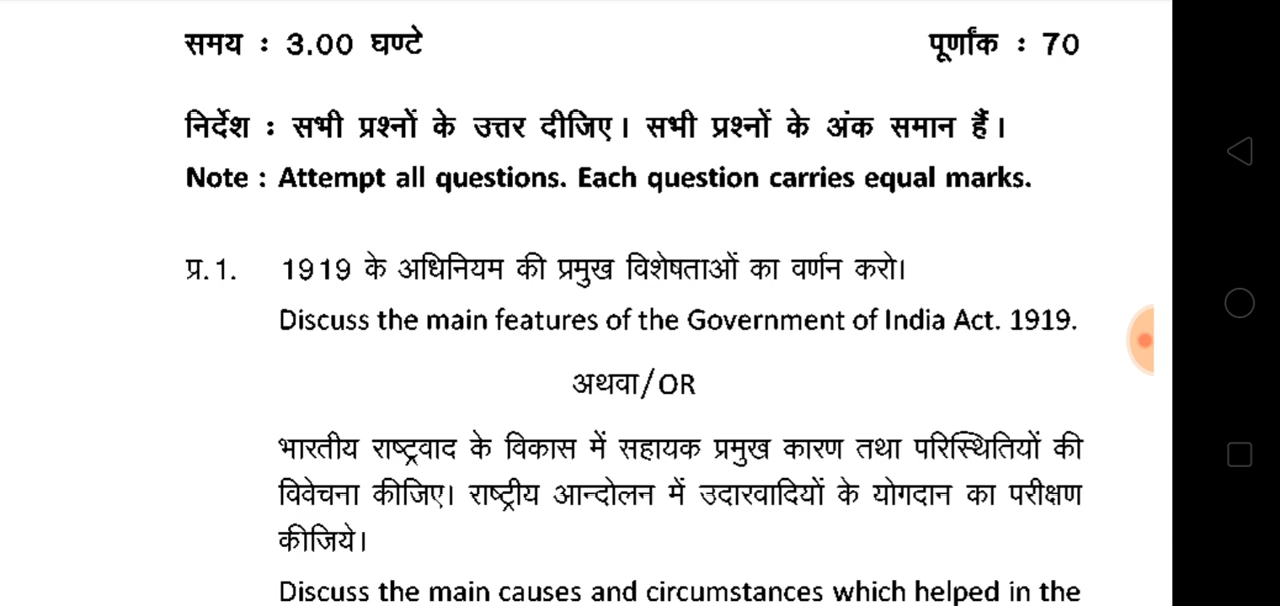 समय : 3.00 घण्टे पूर्णांक : 70
निर्देश : सभी प्रश्नों के उत्तर दीजिए। सभी प्रश्नों के अंक समान हैं।
Note : Attempt all questions. Each question carries equal marks.
प्र.1. 1919 के अधिनियम की प्रमुख विशेषताओं का वर्णन करो।
Discuss the main features of the Government of India Act. 1919.
अथवा/OR
भारतीय राष्ट्रवाद के विकास में सहायक प्रमुख कारण तथा परिस्थितियों की
विवेचना कीजिए। राष्ट्रीय आन्दोलन में उदारवादियों के योगदान का परीक्षण
कीजिये।
Discuss the main causes and circumstances which helped in the